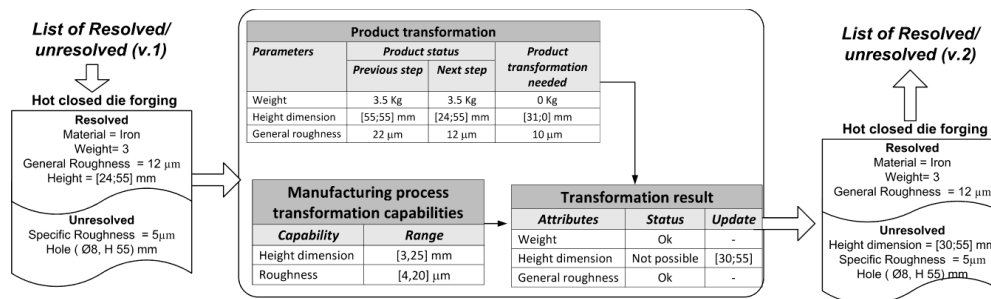 List of Resolved/
unresolved (v.1)
Hot closed die forging
Resolved
Material = Iron
Weight= 3
General Roughness = 12 µm
Height = [24;55] mm
Unresolved
Specific Roughness = 5µm
Hole ( Ø8, H 55) mm
Product transformation
Parameters Product status Product transformation needed
Previous step Next step
Weight 3.5 Kg 3.5 Kg 0 Kg
Height dimension [55;55] mm [24;55] mm [31;0] mm
General roughness 22 µm 12 µm 10 µm
Manufacturing process
transformation capabilities
Capability Range
Height dimension [3,25] mm
Roughness [4,20] µm
Transformation result
Attributes Status Update
Weight Ok -
Height dimension Not possible [30;55]
General roughness Ok -
List of Resolved/
unresolved (v.2)
Hot closed die forging
Resolved
Material = Iron
Weight= 3
General Roughness = 12 µm
Unresolved
Height dimension = [30;55] mm
Specific Roughness = 5µm
Hole ( Ø8, H 55) mm